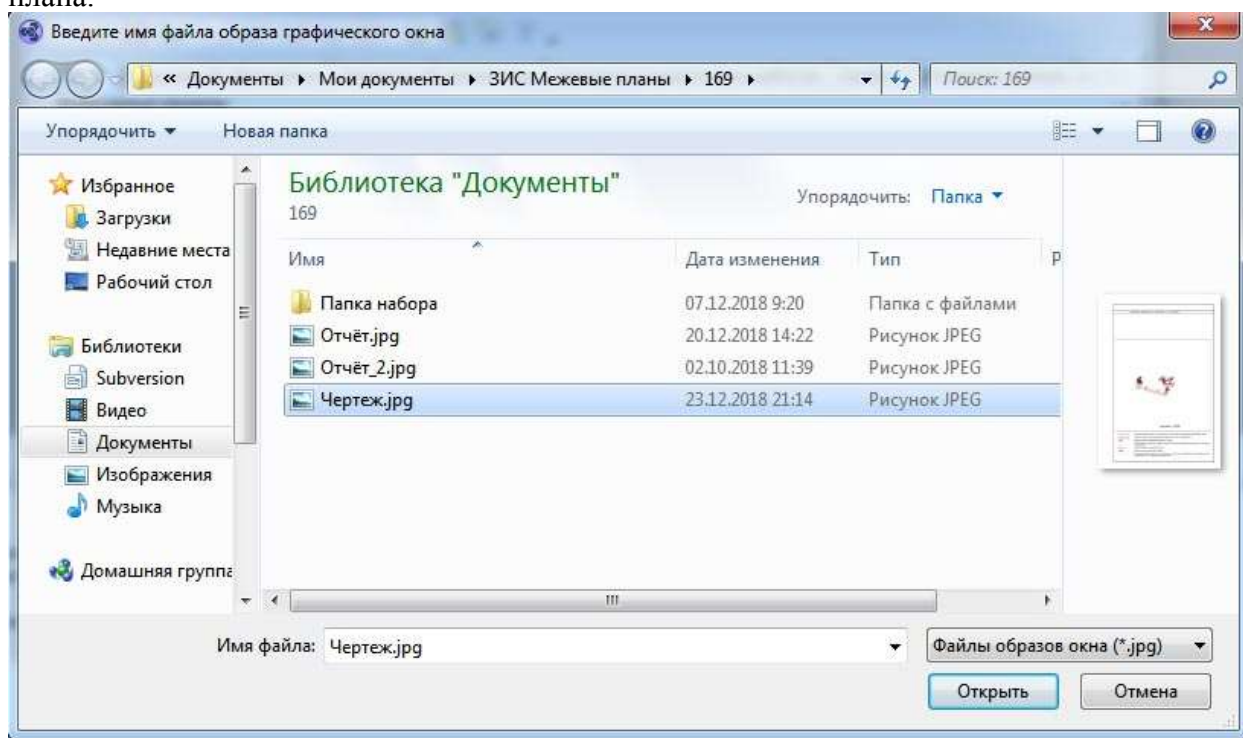 плана.
Введите имя файла образа графического окна
« Документы ▸ Мои документы ▸ ЗИС Межевые планы ▸ 169 ▸
Поиск: 169
Упорядочить
Новая папка
Избранное
Загрузки
Недавние места
Рабочий стол
Библиотеки
Subversion
Видео
Документы
Изображения
Музыка
Домашняя группа
Библиотека "Документы"
169
Упорядочить: Папка
Имя Дата изменения Тип Р
Папка набора 07.12.2018 9:20 Папка с файлами
Отчёт.jpg 20.12.2018 14:22 Рисунок JPEG
Отчёт_2.jpg 02.10.2018 11:39 Рисунок JPEG
Чертеж.jpg 23.12.2018 21:14 Рисунок JPEG
Имя файла: Чертеж.jpg
Файлы образов окна (*.jpg)
Открыть
Отмена